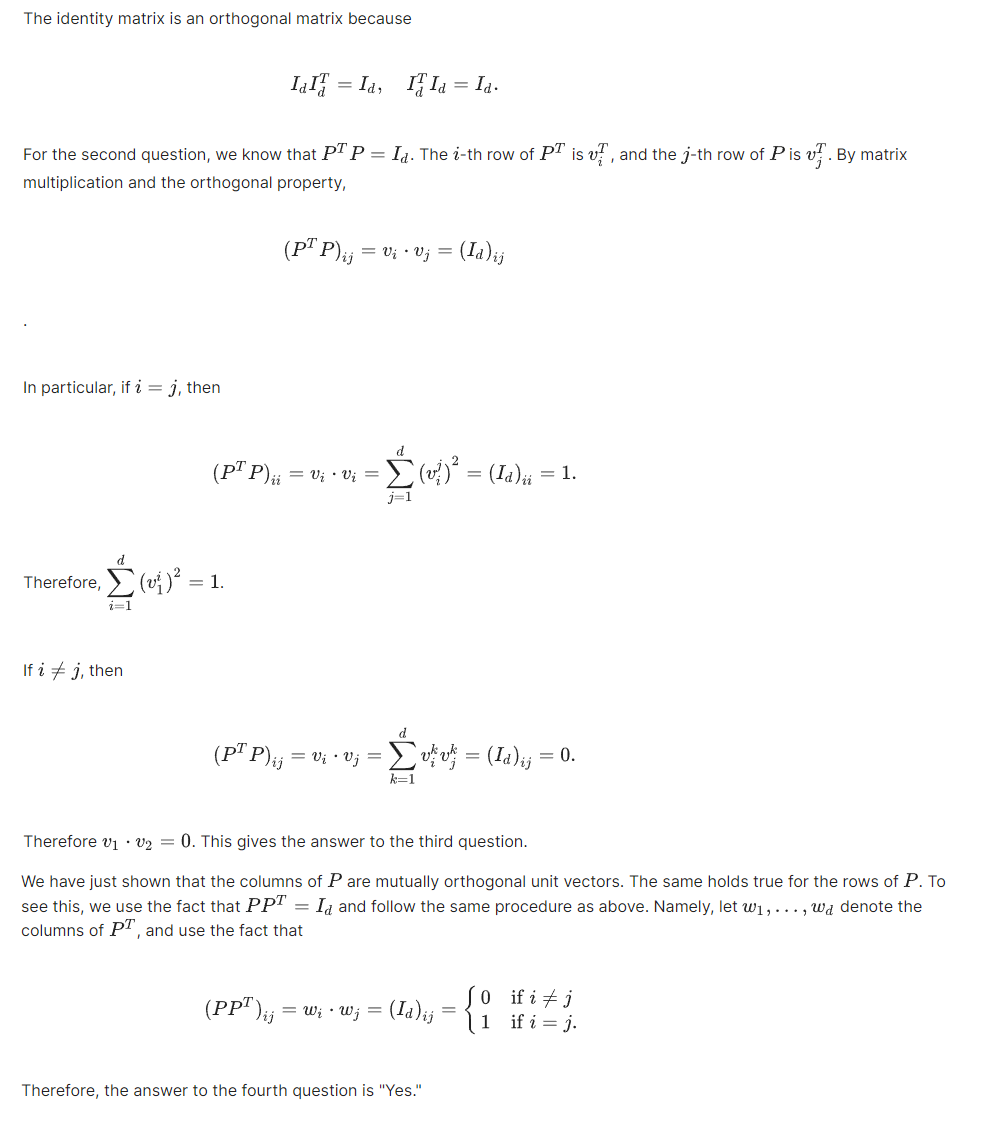 The identity matrix is an orthogonal matrix because
$I_d I_d^T = I_d, \quad I_d^T I_d = I_d.$
For the second question, we know that $P^T P = I_d$. The $i$-th row of $P^T$ is $v_i^T$, and the $j$-th row of $P$ is $v_j^T$. By matrix
multiplication and the orthogonal property,
$(P^T P)_{ij} = v_i \cdot v_j = (I_d)_{ij}$
.
In particular, if $i = j$, then
$(P^T P)_{ii} = v_i \cdot v_i = \sum_{j=1}^{d} (v_i^j)^2 = (I_d)_{ii} = 1.$
Therefore, $\sum_{i=1}^{d} (v_1^i)^2 = 1.$
If $i \neq j$, then
$(P^T P)_{ij} = v_i \cdot v_j = \sum_{k=1}^{d} v_i^k v_j^k = (I_d)_{ij} = 0.$
Therefore $v_1 \cdot v_2 = 0$. This gives the answer to the third question.
We have just shown that the columns of $P$ are mutually orthogonal unit vectors. The same holds true for the rows of $P$. To
see this, we use the fact that $PP^T = I_d$ and follow the same procedure as above. Namely, let $w_1, \ldots, w_d$ denote the
columns of $P^T$, and use the fact that
$(PP^T)_{ij} = w_i \cdot w_j = (I_d)_{ij} = \begin{cases} 0 & \text{if } i \neq j \\ 1 & \text{if } i = j. \end{cases}$
Therefore, the answer to the fourth question is "Yes."